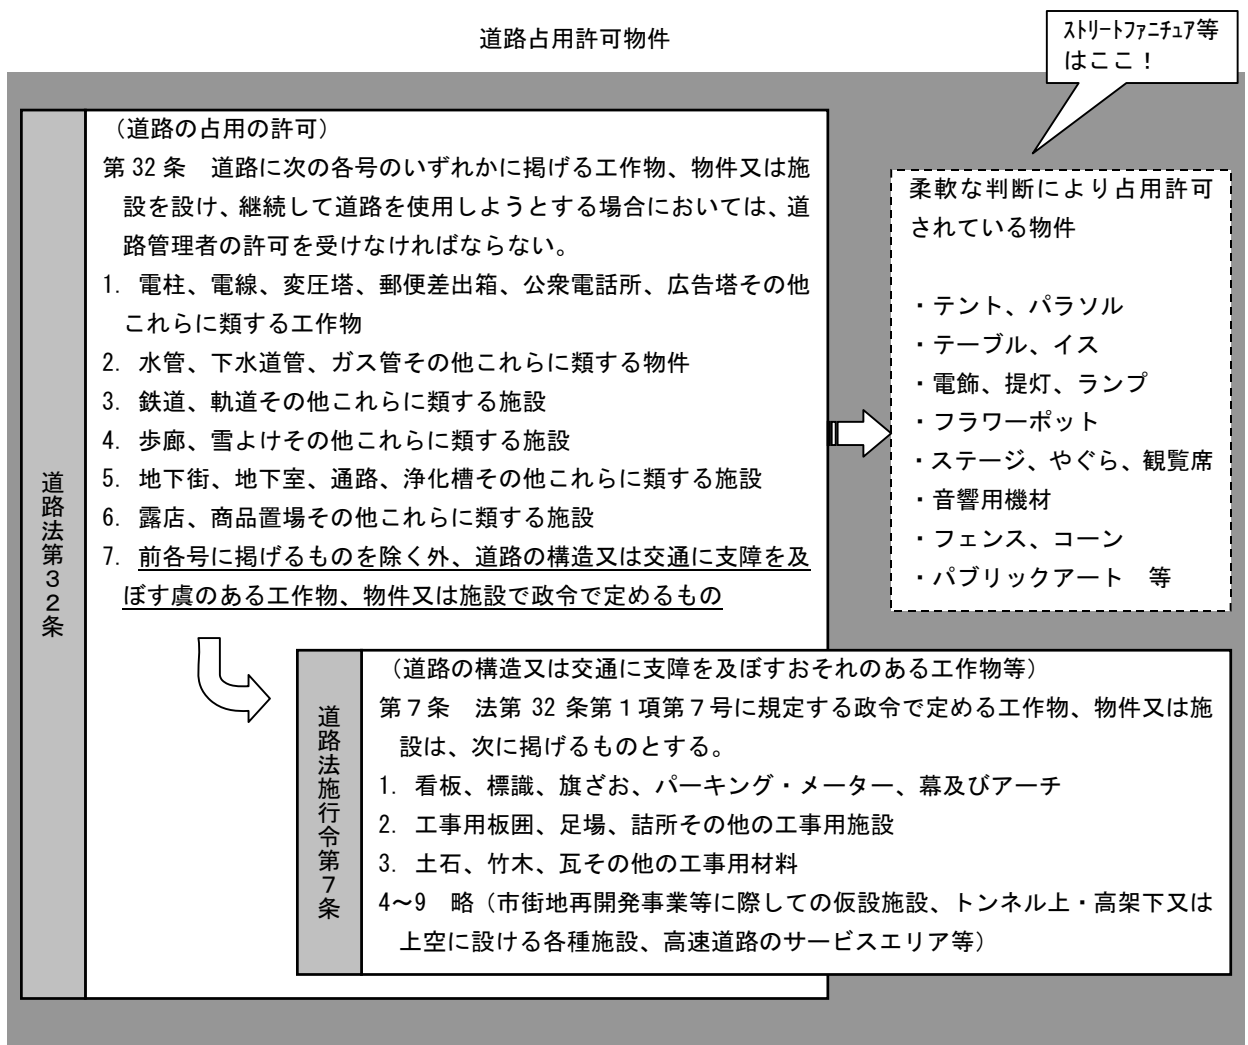 道路占用許可物件
ストリートファニチュア等
はここ！
道路法第３２条
（道路の占用の許可）
第 32 条　道路に次の各号のいずれかに掲げる工作物、物件又は施
設を設け、継続して道路を使用しようとする場合においては、道
路管理者の許可を受けなければならない。
1. 電柱、電線、変圧塔、郵便差出箱、公衆電話所、広告塔その他
これらに類する工作物
2. 水管、下水道管、ガス管その他これらに類する物件
3. 鉄道、軌道その他これらに類する施設
4. 歩廊、雪よけその他これらに類する施設
5. 地下街、地下室、通路、浄化槽その他これらに類する施設
6. 露店、商品置場その他これらに類する施設
7. 前各号に掲げるものを除く外、道路の構造又は交通に支障を及
ぼす虞のある工作物、物件又は施設で政令で定めるもの
柔軟な判断により占用許可
されている物件
・テント、パラソル
・テーブル、イス
・電飾、提灯、ランプ
・フラワーポット
・ステージ、やぐら、観覧席
・音響用機材
・フェンス、コーン
・パブリックアート　等
道路法施行令第７条
（道路の構造又は交通に支障を及ぼすおそれのある工作物等）
第７条　法第 32 条第１項第７号に規定する政令で定める工作物、物件又は施
設は、次に掲げるものとする。
1. 看板、標識、旗ざお、パーキング・メーター、幕及びアーチ
2. 工事用板囲、足場、詰所その他の工事用施設
3. 土石、竹木、瓦その他の工事用材料
4～9　略（市街地再開発事業等に際しての仮設施設、トンネル上・高架下又は
上空に設ける各種施設、高速道路のサービスエリア等）